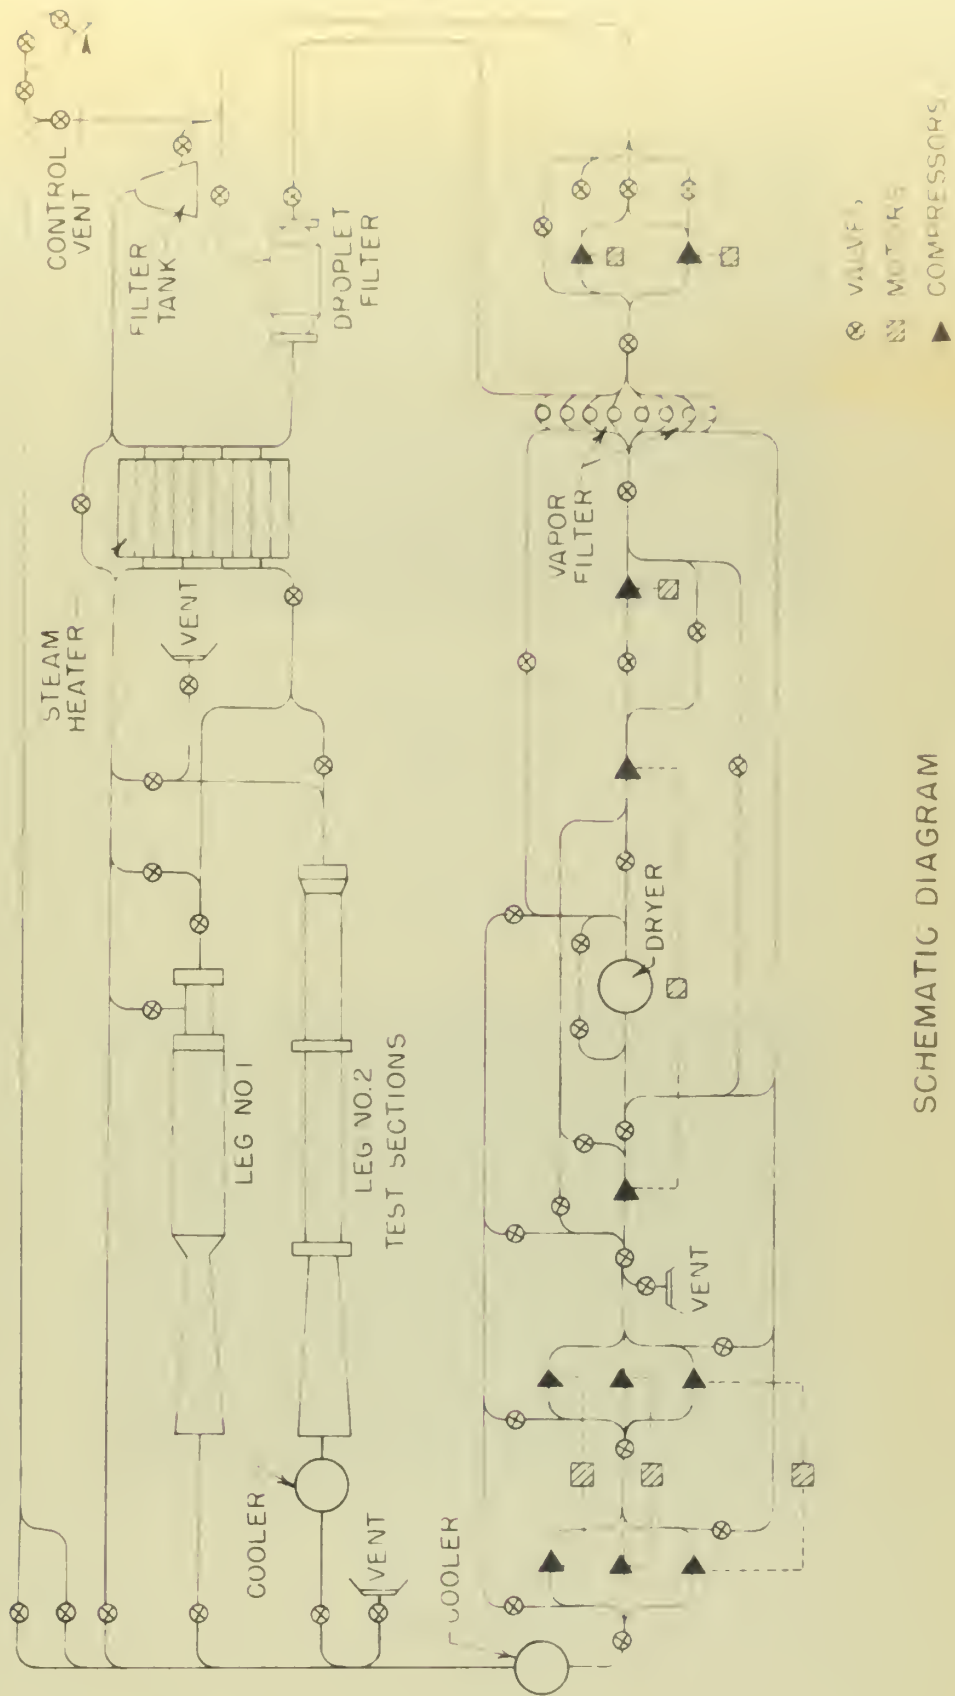 CONTROL
VENT
FILTER
TANK
DROPLET
FILTER
STEAM
HEATER
VENT
LEG NO 1
LEG NO.2
TEST SECTIONS
COOLER
VENT
COOLER
VAPOR
FILTER
DRYER
VENT
VALVES
MOTORS
COMPRESSORS
SCHEMATIC DIAGRAM